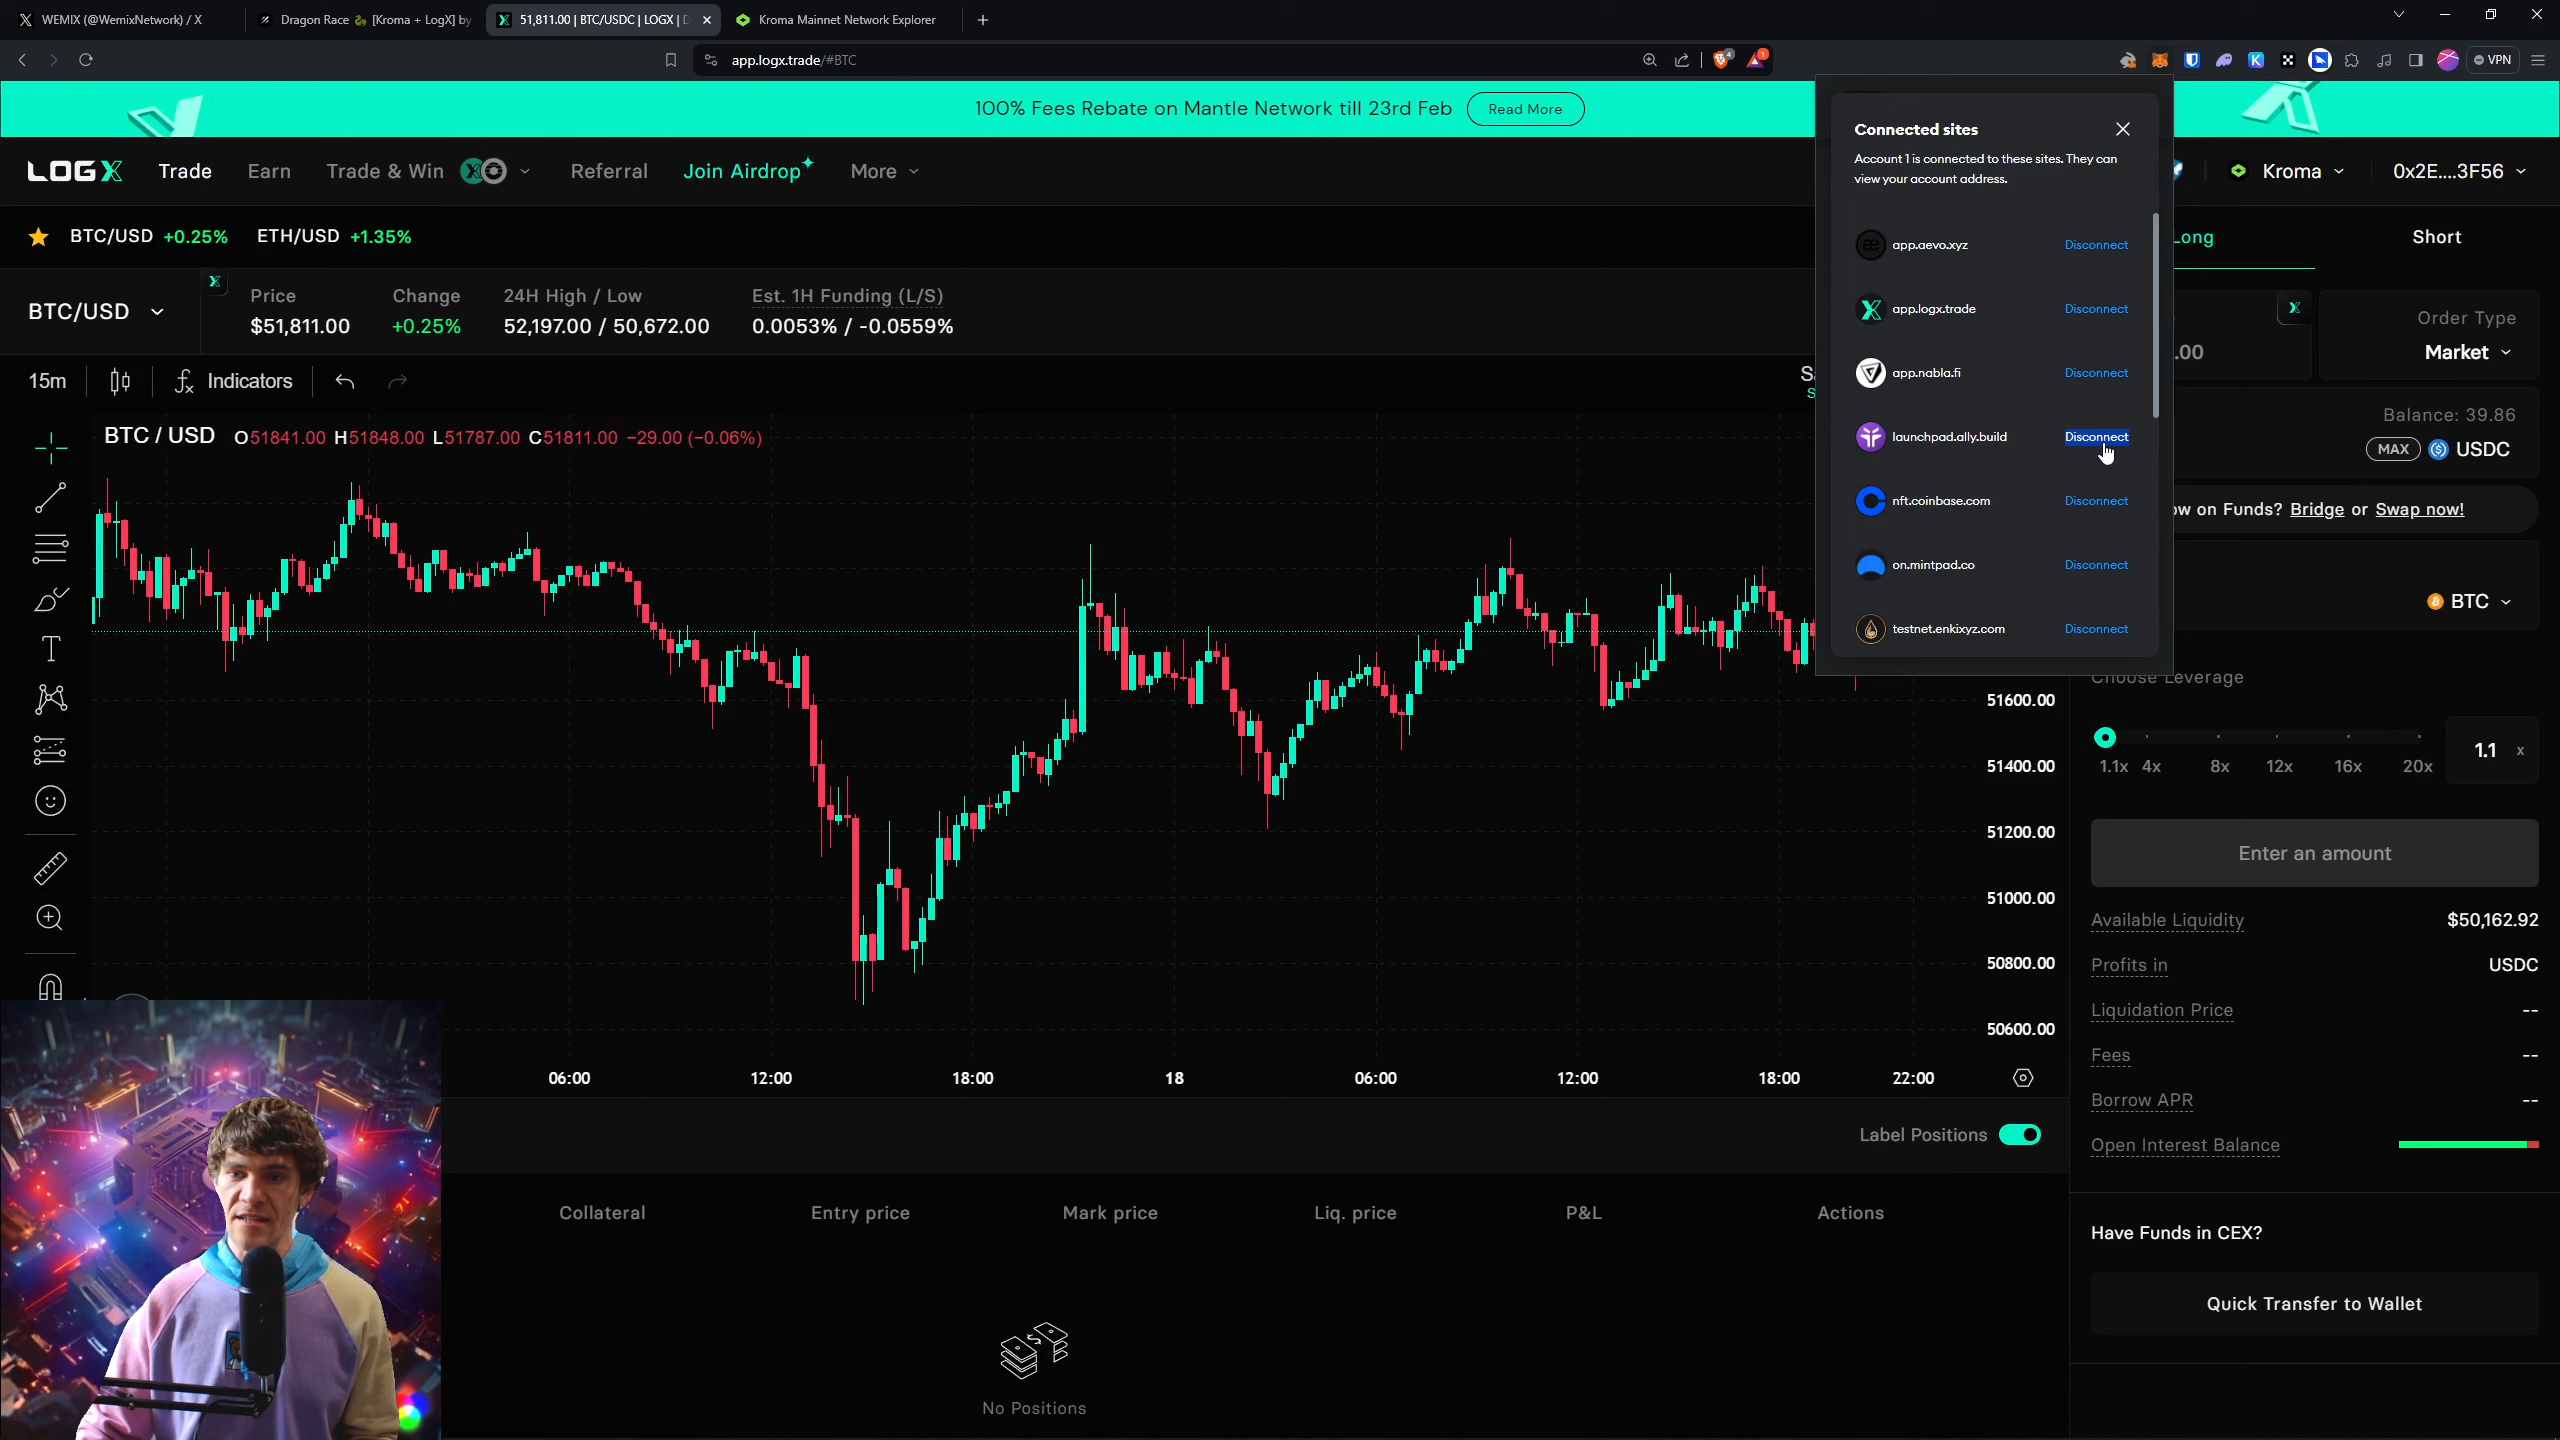 WEMIX (@WemixNetwork) / X
Dragon Race 🐉 [Kroma + LogX] by
51,811.00 | BTC/USDC | LOGX | D
Kroma Mainnet Network Explorer
app.logx.trade/#BTC
4
1
VPN
100% Fees Rebate on Mantle Network till 23rd Feb
Read More
LOGX
Trade
Earn
Trade & Win
Referral
Join Airdrop
More
Kroma
0x2E....3F56
BTC/USD +0.25%
ETH/USD +1.35%
BTC/USD
Price
$51,811.00
Change
+0.25%
24H High / Low
52,197.00 / 50,672.00
Est. 1H Funding (L/S)
0.0053% / -0.0559%
15m
Indicators
BTC / USD O51841.00 H51848.00 L51787.00 C51811.00 −29.00 (−0.06%)
Connected sites
Account 1 is connected to these sites. They can
view your account address.
app.aevo.xyz Disconnect
app.logx.trade Disconnect
app.nabla.fi Disconnect
launchpad.ally.build Disconnect
nft.coinbase.com Disconnect
on.mintpad.co Disconnect
testnet.enkixyz.com Disconnect
Long
Short
.00
Order Type
Market
Balance: 39.86
MAX
USDC
ow on Funds? Bridge or Swap now!
BTC
Choose Leverage
1.1x 4x 8x 12x 16x 20x
1.1 x
Enter an amount
Available Liquidity $50,162.92
Profits in USDC
Liquidation Price --
Fees --
Borrow APR --
Open Interest Balance
Have Funds in CEX?
Quick Transfer to Wallet
51600.00
51400.00
51200.00
51000.00
50800.00
50600.00
06:00 12:00 18:00 18 06:00 12:00 18:00 22:00
Label Positions
Collateral Entry price Mark price Liq. price P&L Actions
No Positions